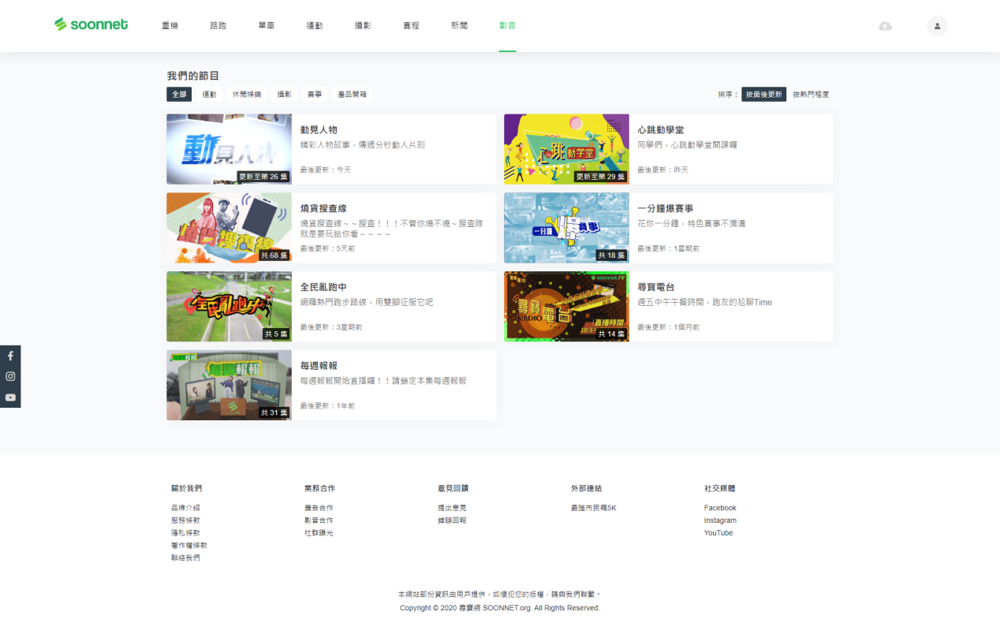 soonnet
重機
路跑
單車
運動
攝影
賽程
新聞
影音
我們的節目
全部
運動
休閒娛樂
攝影
賽事
產品開箱
排序：
按最後更新
按熱門程度
動見人物
更新至第 26 集
動見人物
精彩人物故事，傳遞分秒動人片刻
最後更新：今天
心跳動學堂
更新至第 29 集
心跳動學堂
同學們，心跳動學堂開課囉
最後更新：昨天
燒貨搜查線
共 68 集
燒貨搜查線
燒貨搜查線～～搜查！！！不管你燒不燒～搜查隊
就是要玩給你看～～～～
最後更新：5天前
一分鐘爆賽事
共 18 集
一分鐘爆賽事
花你一分鐘，特色賽事不漏溝
最後更新：1星期前
全民亂跑中
共 5 集
全民亂跑中
網羅熱門跑步路線，用雙腳征服它吧
最後更新：3星期前
soonnet TV
尋寶電台
RADIO
直播時間
共 14 集
尋寶電台
週五中午午餐時間，跑友的尬聊Time
最後更新：1個月前
每週報報
每週報報
共 31 集
每週報報
每週報報開始直播囉！！請鎖定本集每週報報
最後更新：1年前
關於我們
品牌介紹
服務條款
隱私條款
著作權條款
聯絡我們
業務合作
廣告合作
影音合作
社群曝光
意見回饋
提出意見
錯誤回報
外部連結
最強市民飆5K
社交媒體
Facebook
Instagram
YouTube
本網站部份資訊由用戶提供，如侵犯您的版權，請與我們聯繫。
Copyright © 2020 尋寶網 SOONNET.org. All Rights Reserved.